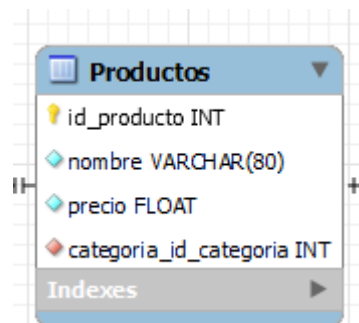 Productos
id_producto INT
nombre VARCHAR(80)
precio FLOAT
categoria_id_categoria INT
Indexes